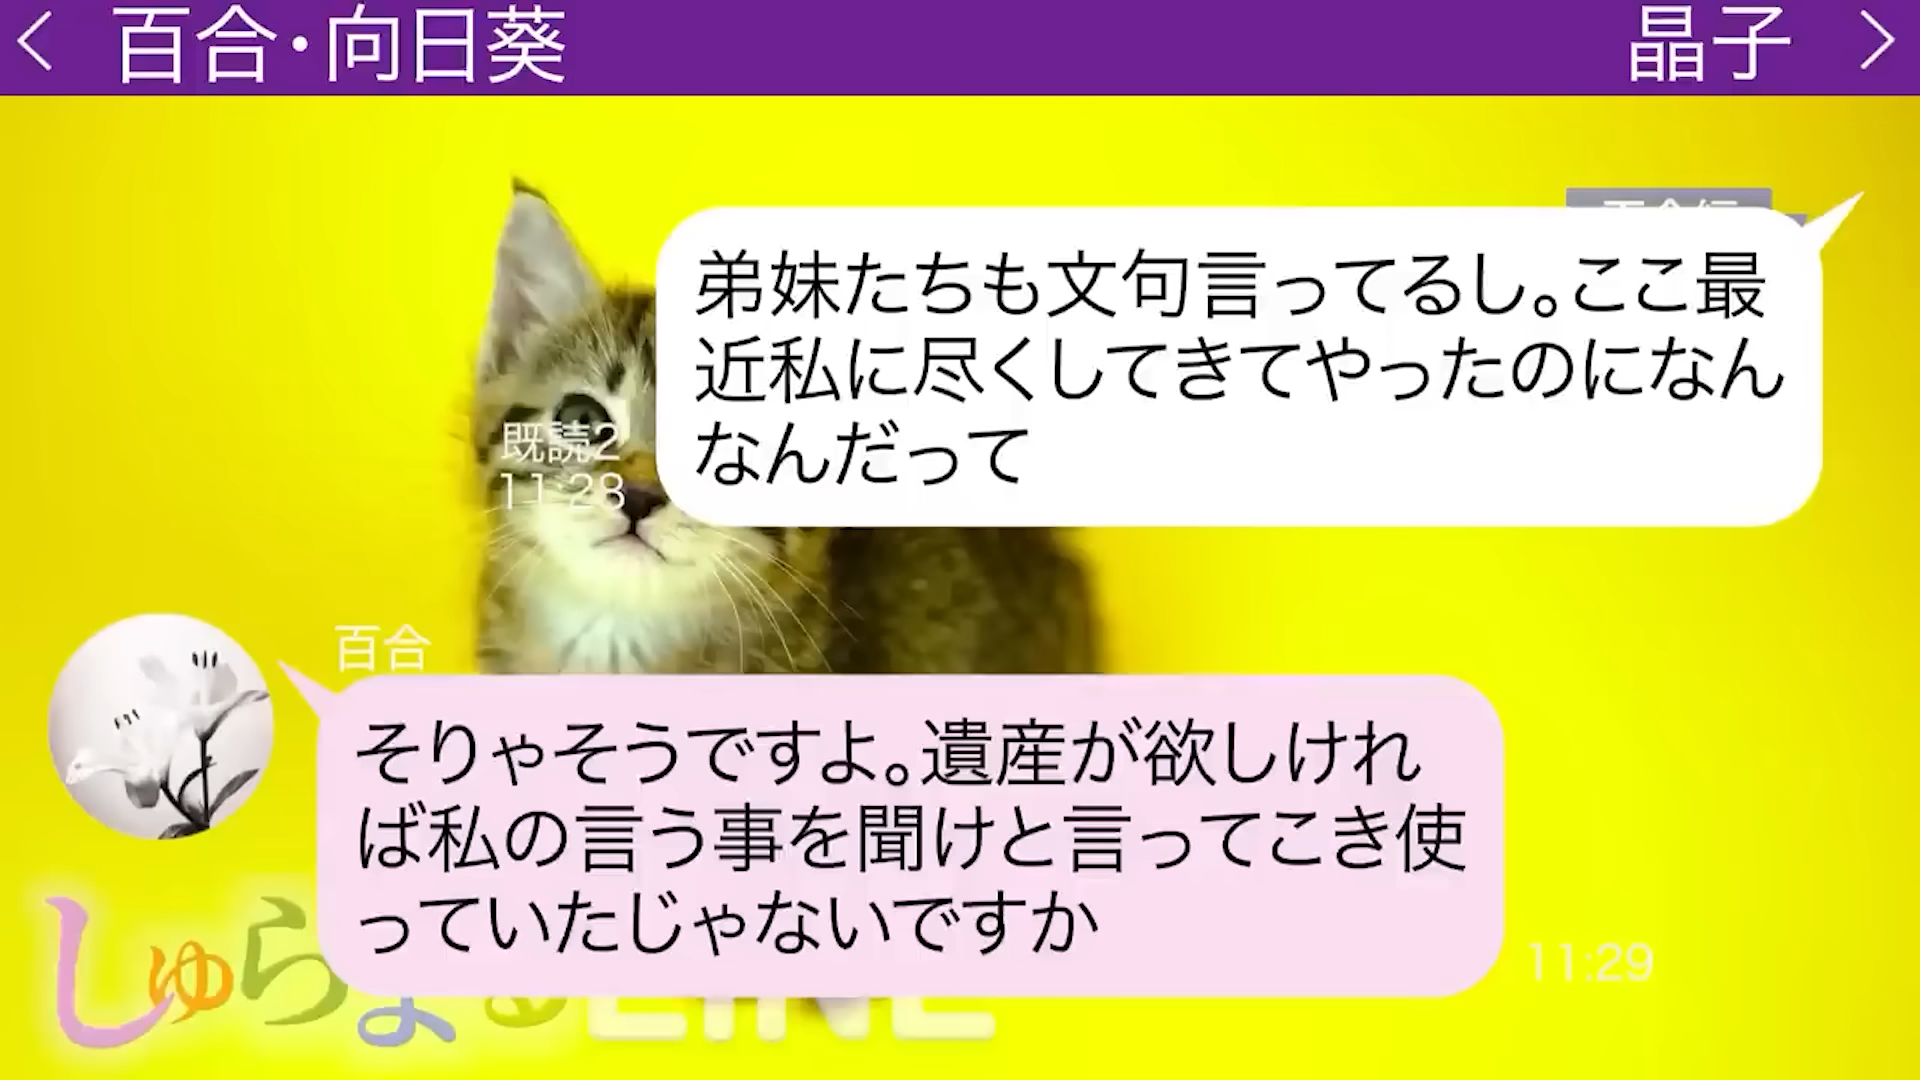 百合・向日葵
晶子
弟妹たちも文句言ってるし。ここ最
近私に尽くしてきてやったのになん
なんだって
既読2
11:28
百合
そりゃそうですよ。遺産が欲しけれ
ば私の言う事を聞けと言ってこき使
っていたじゃないですか
11:29